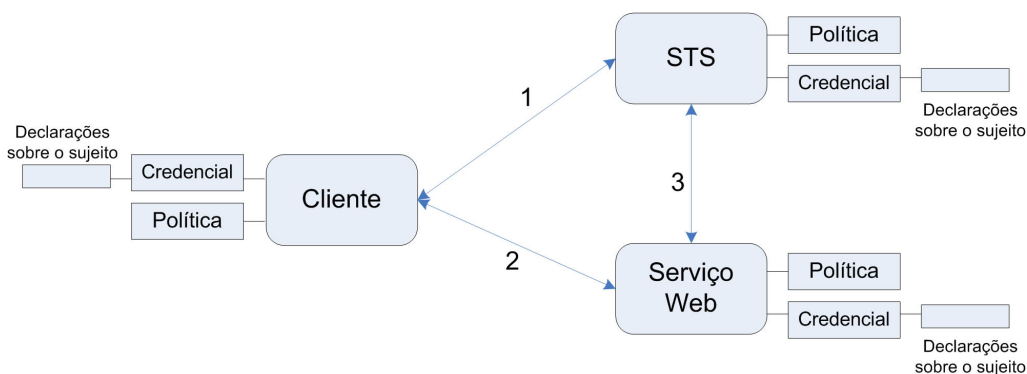 Política
STS
Credencial
1
Declarações
sobre o sujeito
Declarações
sobre o sujeito
Credencial
Cliente
Política
3
2
Serviço
Web
Política
Credencial
Declarações
sobre o sujeito